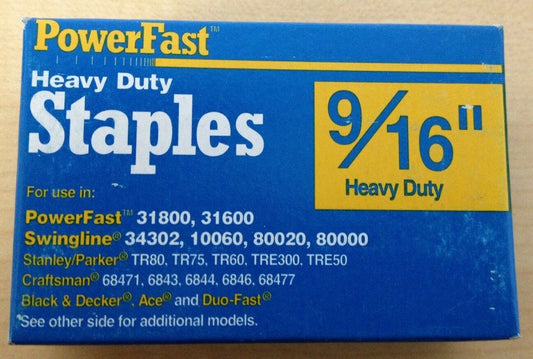 PowerFast™
Heavy Duty
Staples
9/16"
Heavy Duty
For use in:
PowerFast™ 31800, 31600
Swingline® 34302, 10060, 80020, 80000
Stanley/Parker® TR80, TR75, TR60, TRE300, TRE50
Craftsman® 68471, 6843, 6844, 6846, 68477
Black & Decker®, Ace® and Duo-Fast®
See other side for additional models.